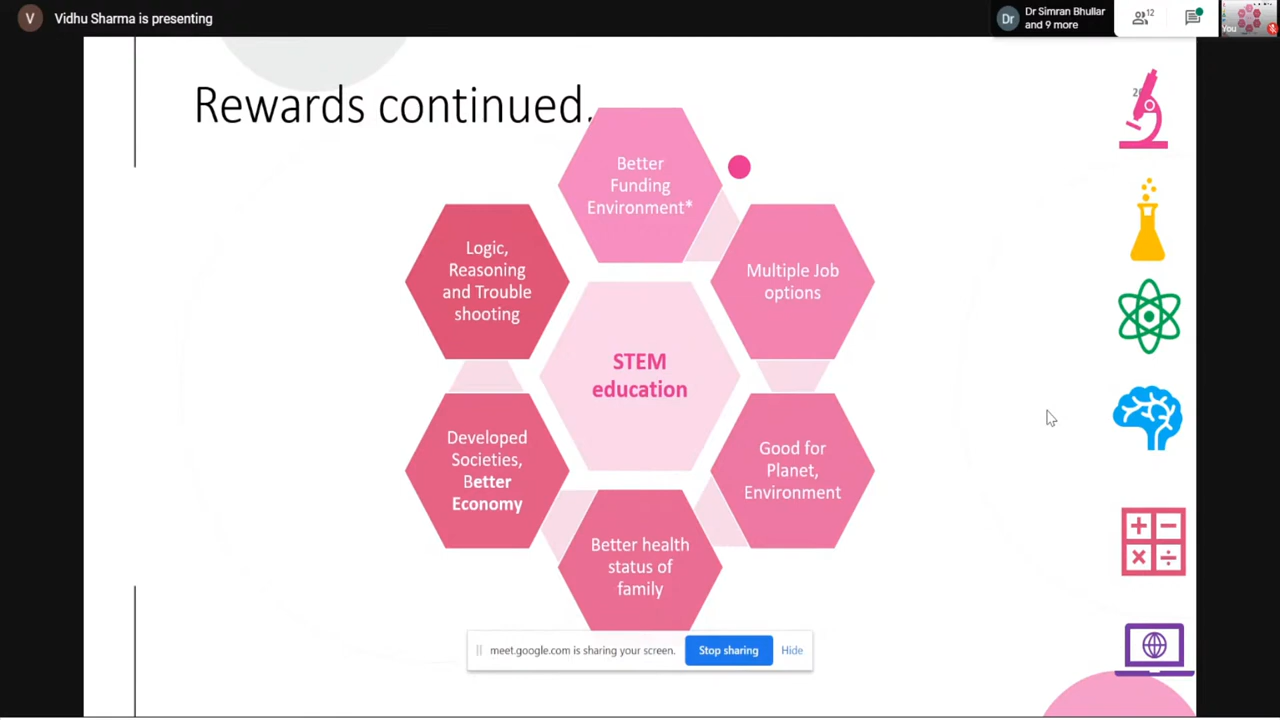 V
Vidhu Sharma is presenting
Dr
Dr Simran Bhullar
and 9 more
12
You
Rewards continued.
Better
Funding
Environment*
Multiple Job
options
Good for
Planet,
Environment
Better health
status of
family
Developed
Societies,
Better
Economy
Logic,
Reasoning
and Trouble
shooting
STEM
education
meet.google.com is sharing your screen.
Stop sharing
Hide